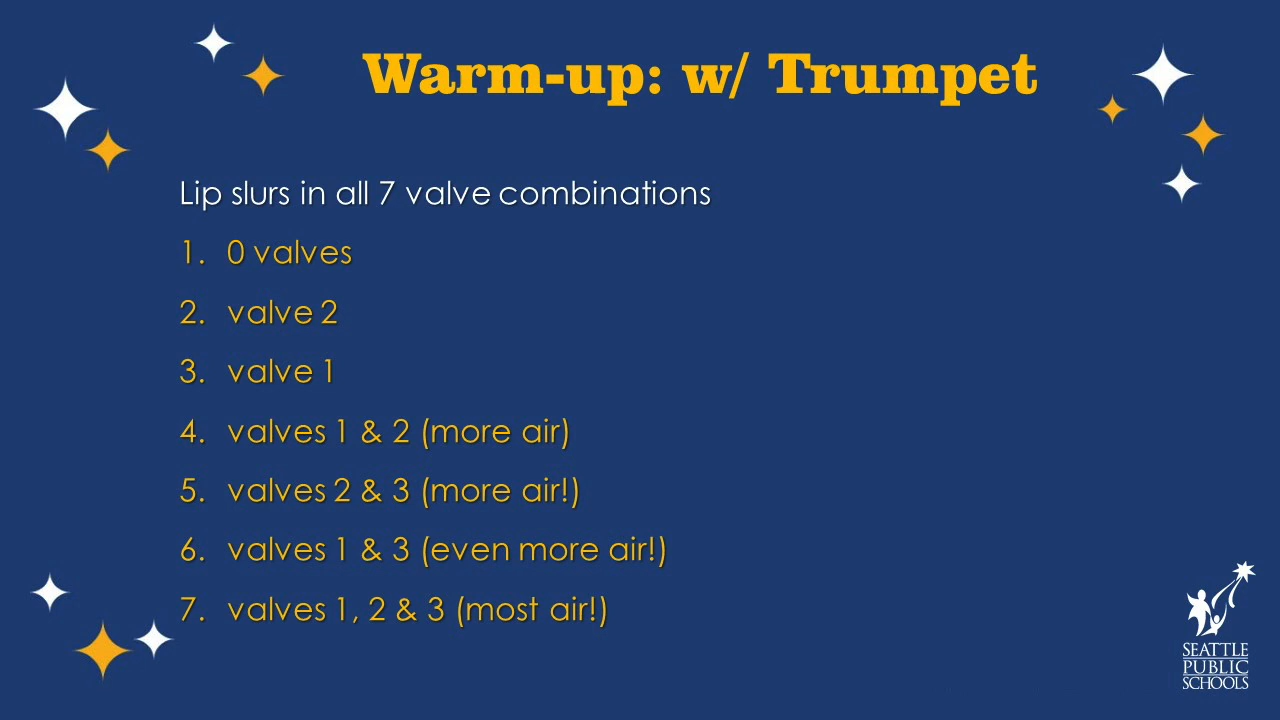 Warm-up: w/ Trumpet
Lip slurs in all 7 valve combinations
1. 0 valves
2. valve 2
3. valve 1
4. valves 1 & 2 (more air)
5. valves 2 & 3 (more air!)
6. valves 1 & 3 (even more air!)
7. valves 1, 2 & 3 (most air!)
SEATTLE
PUBLIC
SCHOOLS